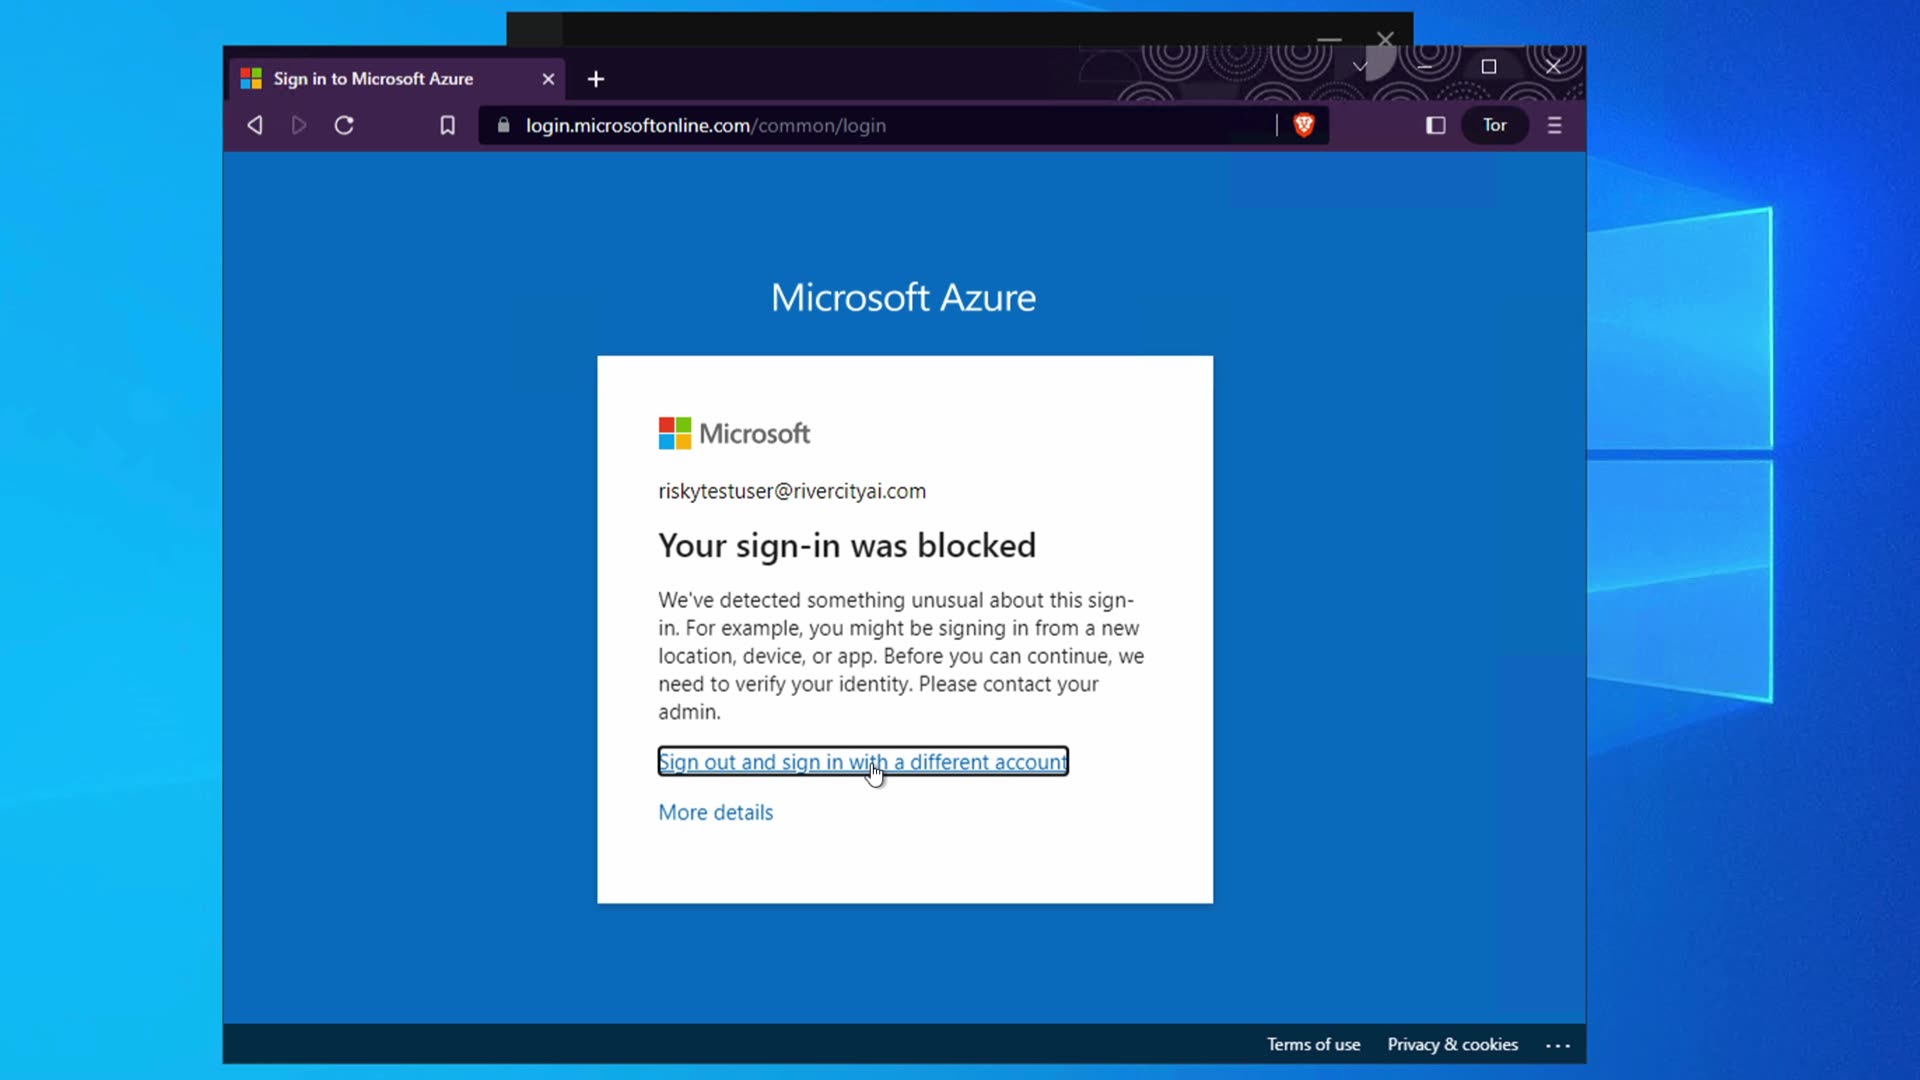 Sign in to Microsoft Azure
login.microsoftonline.com/common/login
Tor
Microsoft Azure
Microsoft
riskytestuser@rivercityai.com
Your sign-in was blocked
We've detected something unusual about this sign-
in. For example, you might be signing in from a new
location, device, or app. Before you can continue, we
need to verify your identity. Please contact your
admin.
Sign out and sign in with a different account
More details
Terms of use Privacy & cookies